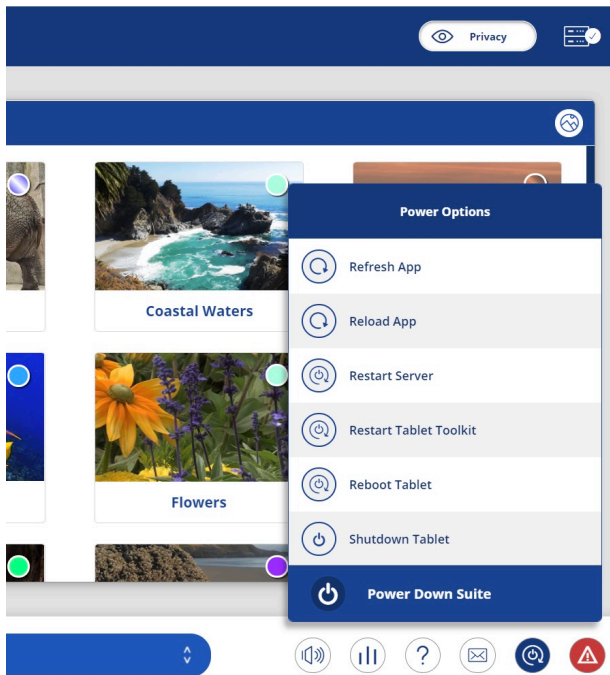 Privacy
Power Options
Refresh App
Coastal Waters
Reload App
Restart Server
Restart Tablet Toolkit
Reboot Tablet
Flowers
Shutdown Tablet
Power Down Suite
?